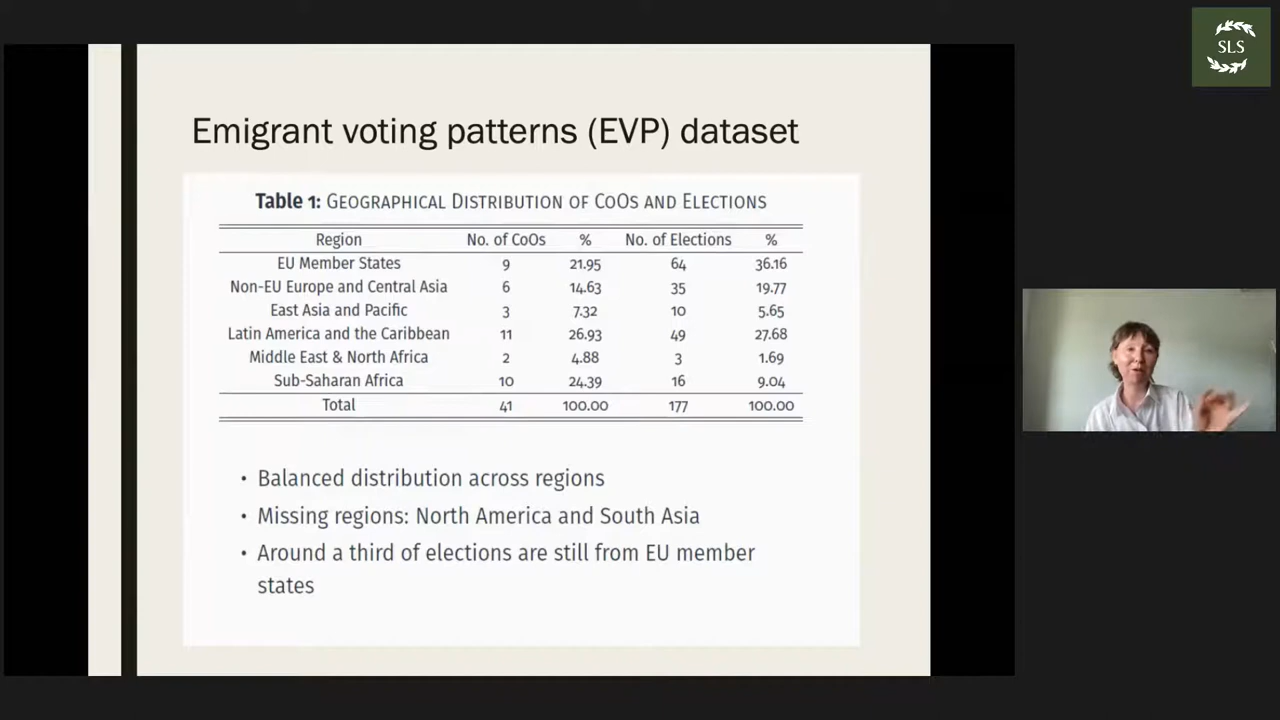 SLS
Emigrant voting patterns (EVP) dataset
Table 1: Geographical Distribution of CoOs and Elections
Region No. of CoOs % No. of Elections %
EU Member States 9 21.95 64 36.16
Non-EU Europe and Central Asia 6 14.63 35 19.77
East Asia and Pacific 3 7.32 10 5.65
Latin America and the Caribbean 11 26.93 49 27.68
Middle East & North Africa 2 4.88 3 1.69
Sub-Saharan Africa 10 24.39 16 9.04
Total 41 100.00 177 100.00
• Balanced distribution across regions
• Missing regions: North America and South Asia
• Around a third of elections are still from EU member
states